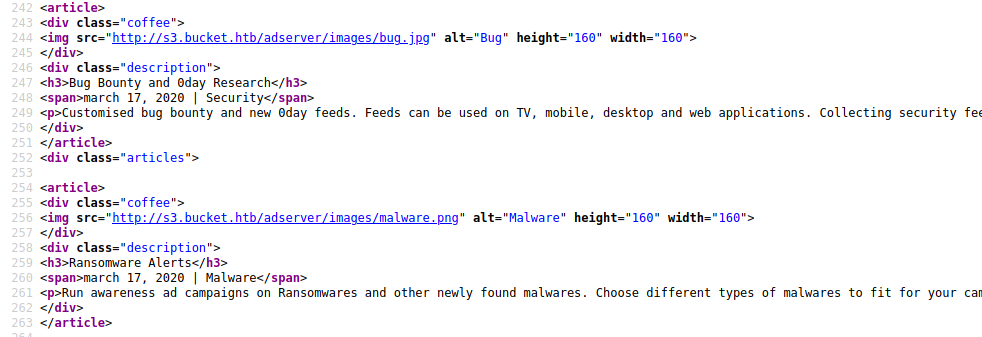 242 <article>
243 <div class="coffee">
244 <img src="http://s3.bucket.htb/adserver/images/bug.jpg" alt="Bug" height="160" width="160">
245 </div>
246 <div class="description">
247 <h3>Bug Bounty and 0day Research</h3>
248 <span>march 17, 2020 | Security</span>
249 <p>Customised bug bounty and new 0day feeds. Feeds can be used on TV, mobile, desktop and web applications. Collecting security fee
250 </div>
251 </article>
252 <div class="articles">
253
254 <article>
255 <div class="coffee">
256 <img src="http://s3.bucket.htb/adserver/images/malware.png" alt="Malware" height="160" width="160">
257 </div>
258 <div class="description">
259 <h3>Ransomware Alerts</h3>
260 <span>march 17, 2020 | Malware</span>
261 <p>Run awareness ad campaigns on Ransomwares and other newly found malwares. Choose different types of malwares to fit for your cam
262 </div>
263 </article>